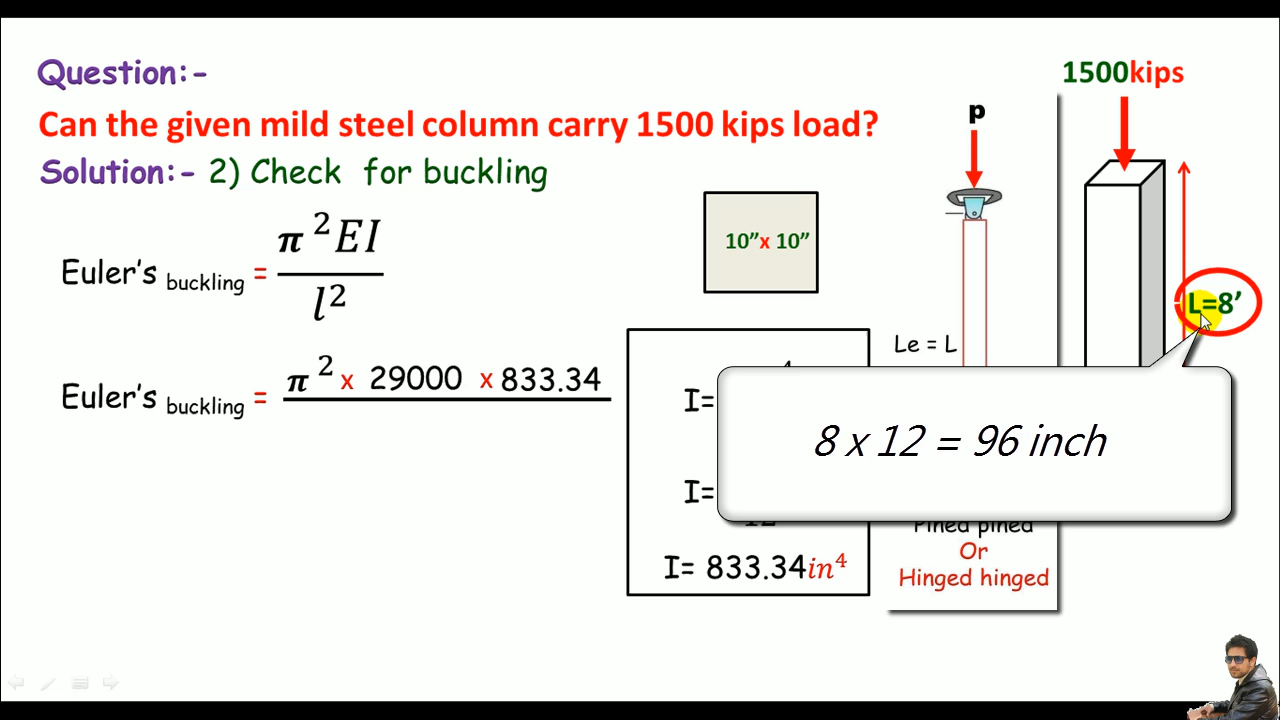 Question:-
Can the given mild steel column carry 1500 kips load?
Solution:- 2) Check for buckling
Euler's buckling = π²EI / l²
Euler's buckling = π² x 29000 x 833.34
10”x 10”
I=
4
I=
I= 833.34in⁴
p
Le = L
Pined pined
Or
Hinged hinged
1500kips
L=8’
8 x 12 = 96 inch